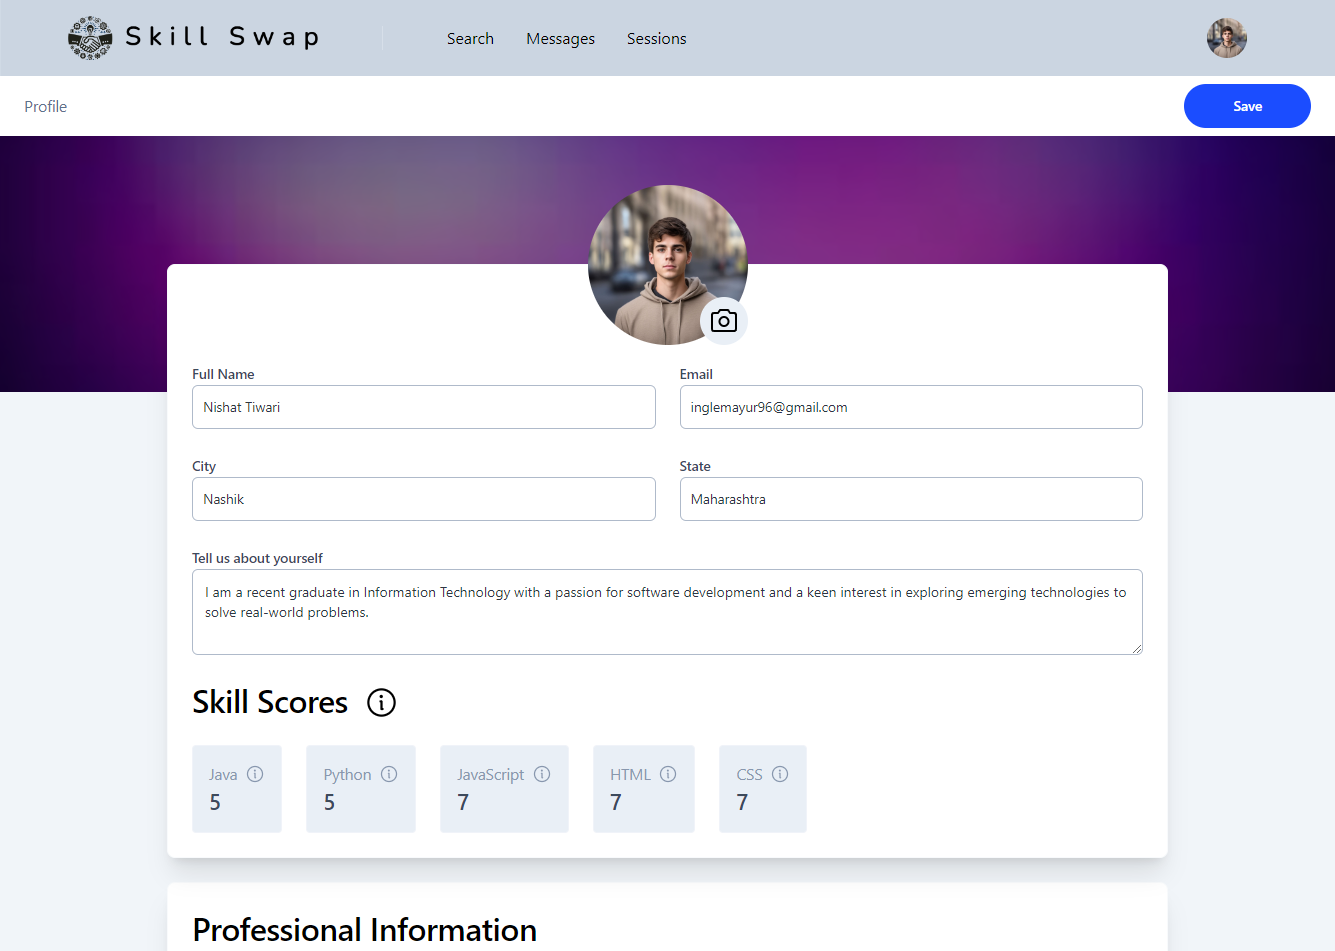 Skill Swap
Search
Messages
Sessions
Profile
Save
Full Name
Email
Nishat Tiwari
inglemayur96@gmail.com
City
State
Nashik
Maharashtra
Tell us about yourself
I am a recent graduate in Information Technology with a passion for software development and a keen interest in exploring emerging technologies to
solve real-world problems.
Skill Scores
Java
5
Python
5
JavaScript
7
HTML
7
CSS
7
Professional Information